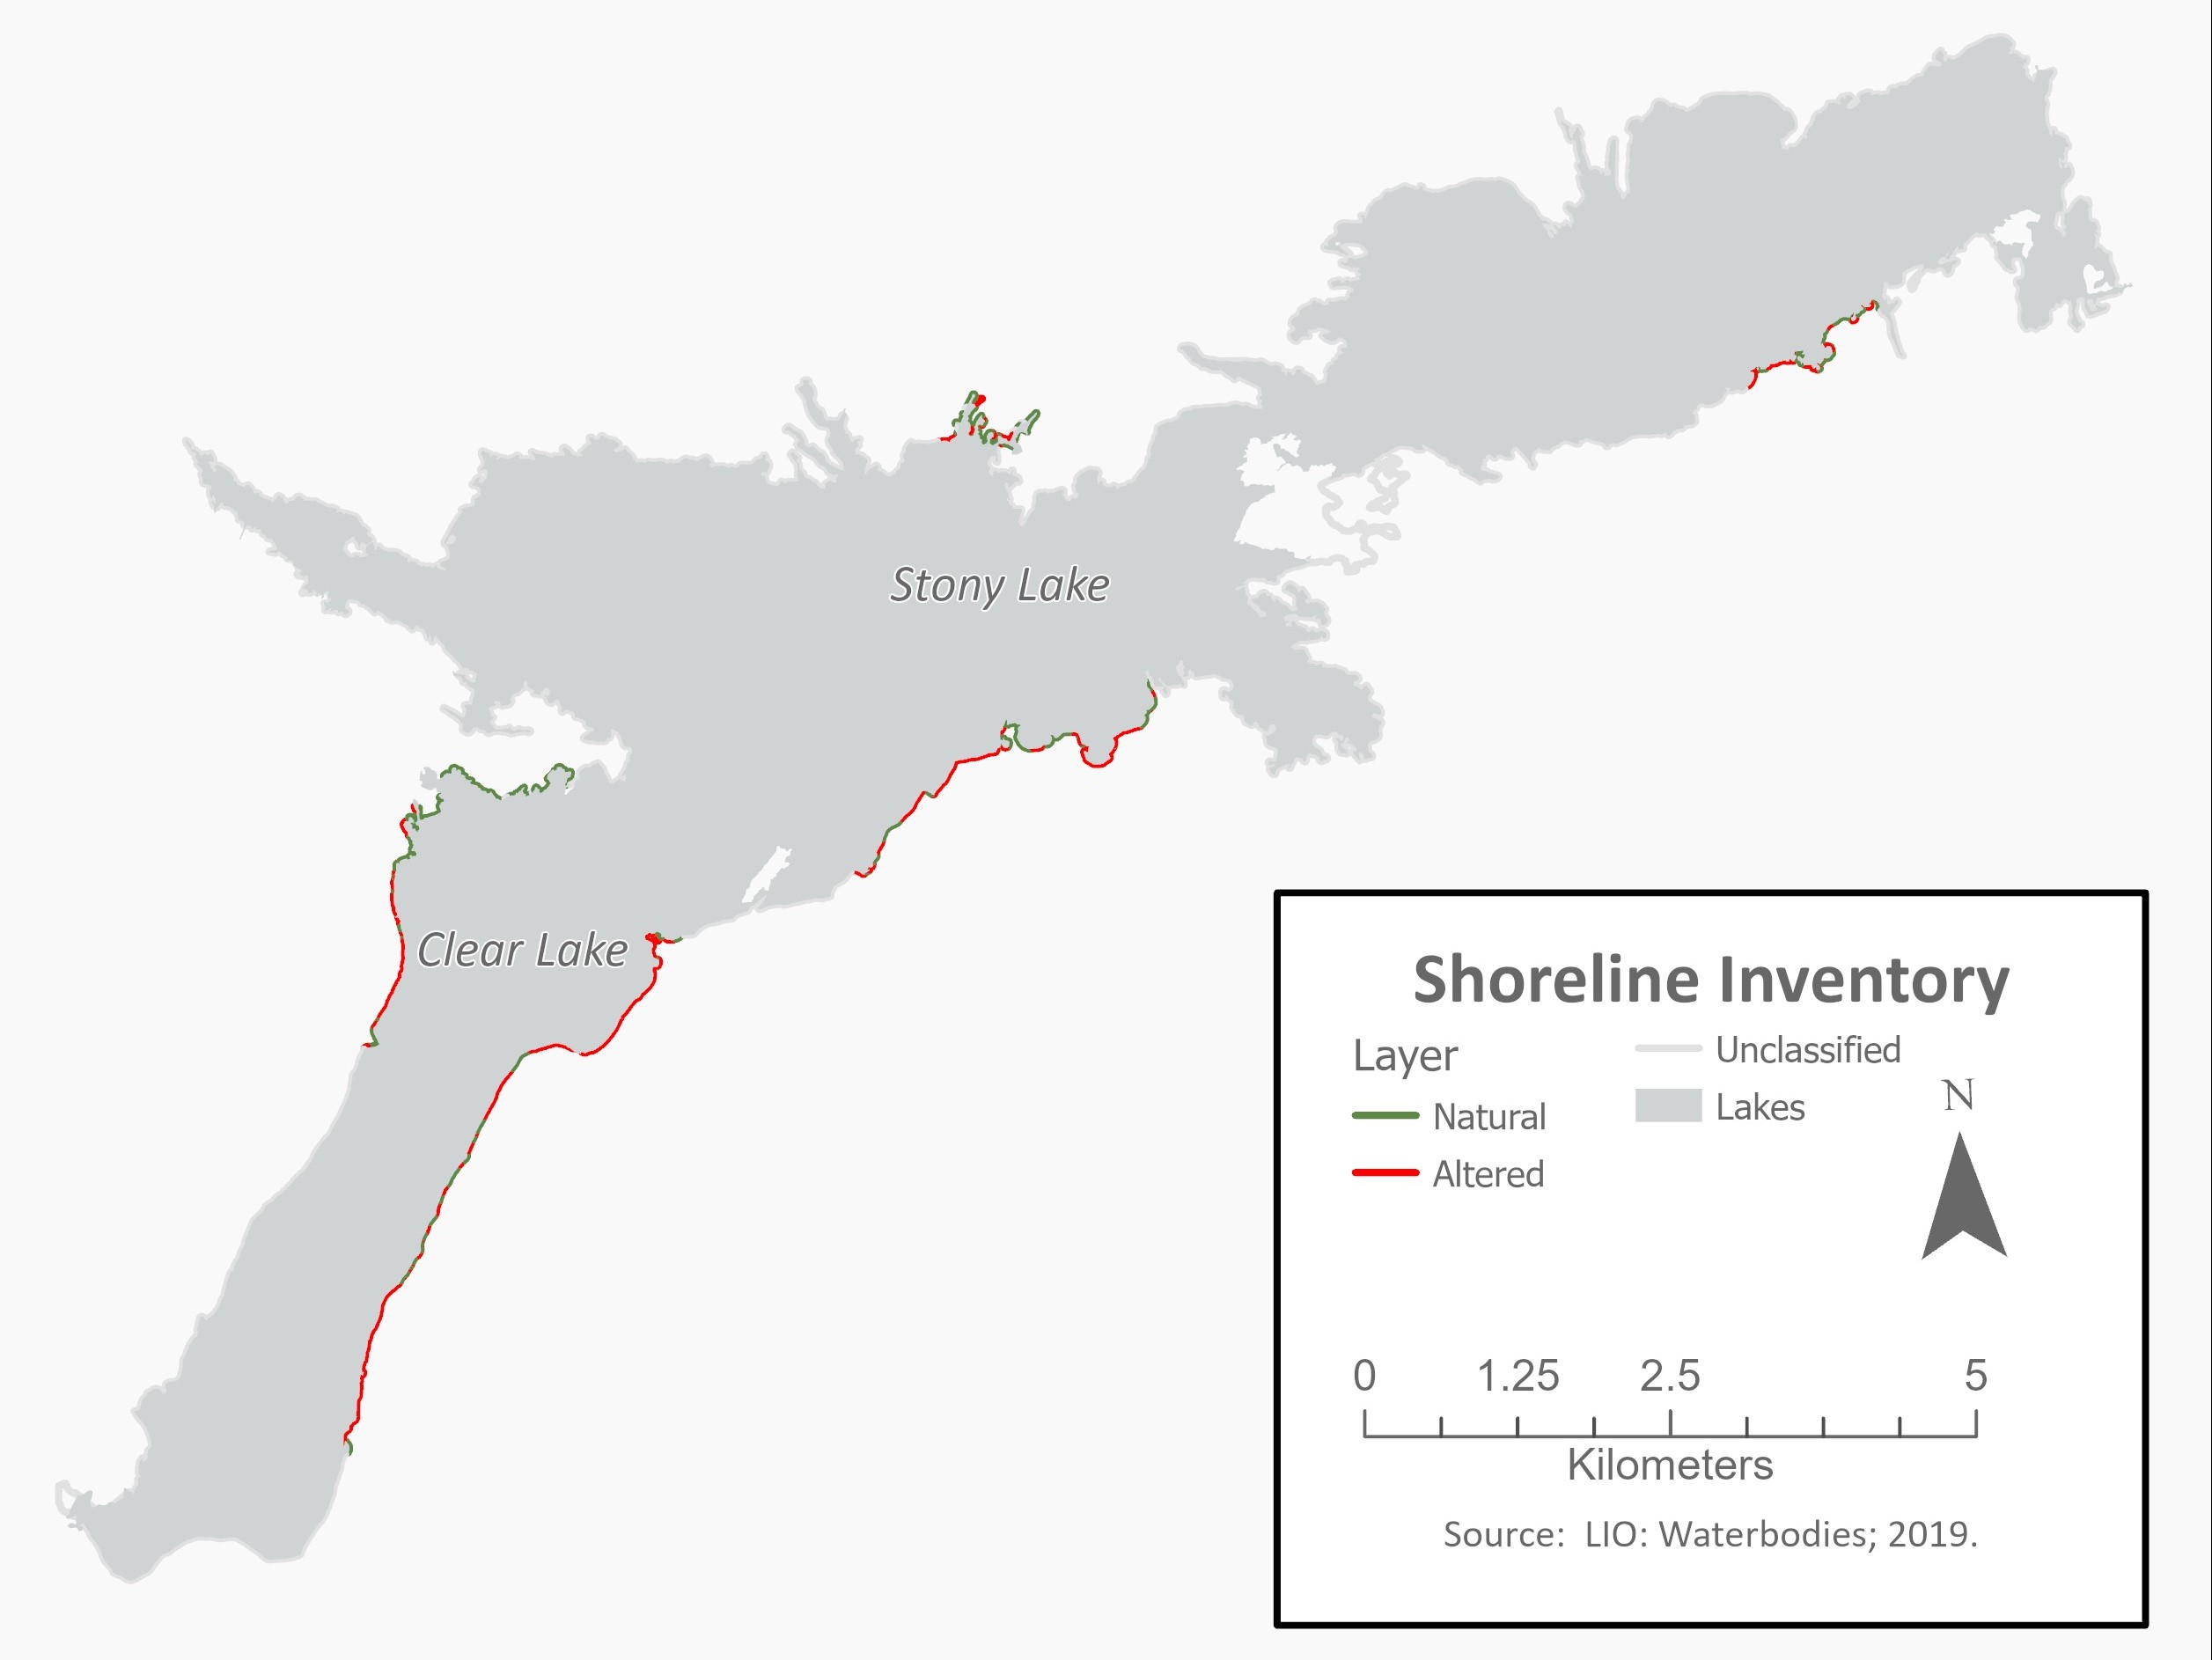 Stony Lake
Clear Lake
Shoreline Inventory
Layer
Natural
Altered
Unclassified
Lakes
N
0 1.25 2.5 5
Kilometers
Source: LIO: Waterbodies; 2019.